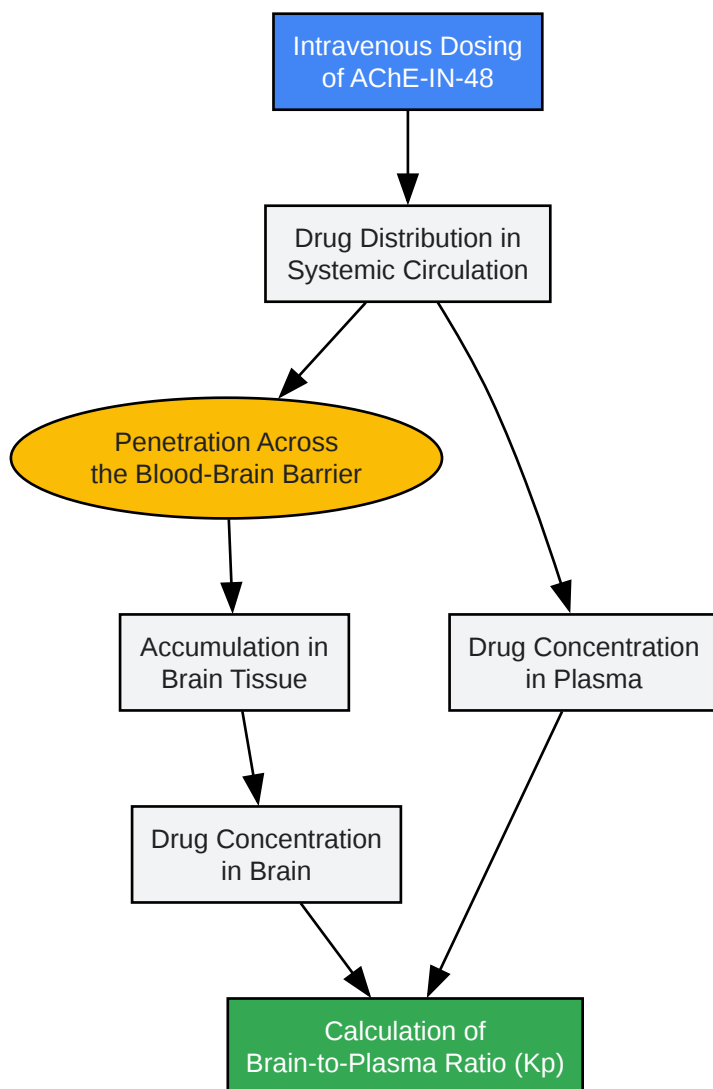 Intravenous Dosing
of AChE-IN-48
Drug Distribution in
Systemic Circulation
Penetration Across
the Blood-Brain Barrier
Accumulation in
Brain Tissue
Drug Concentration
in Plasma
Drug Concentration
in Brain
Calculation of
Brain-to-Plasma Ratio (Kp)